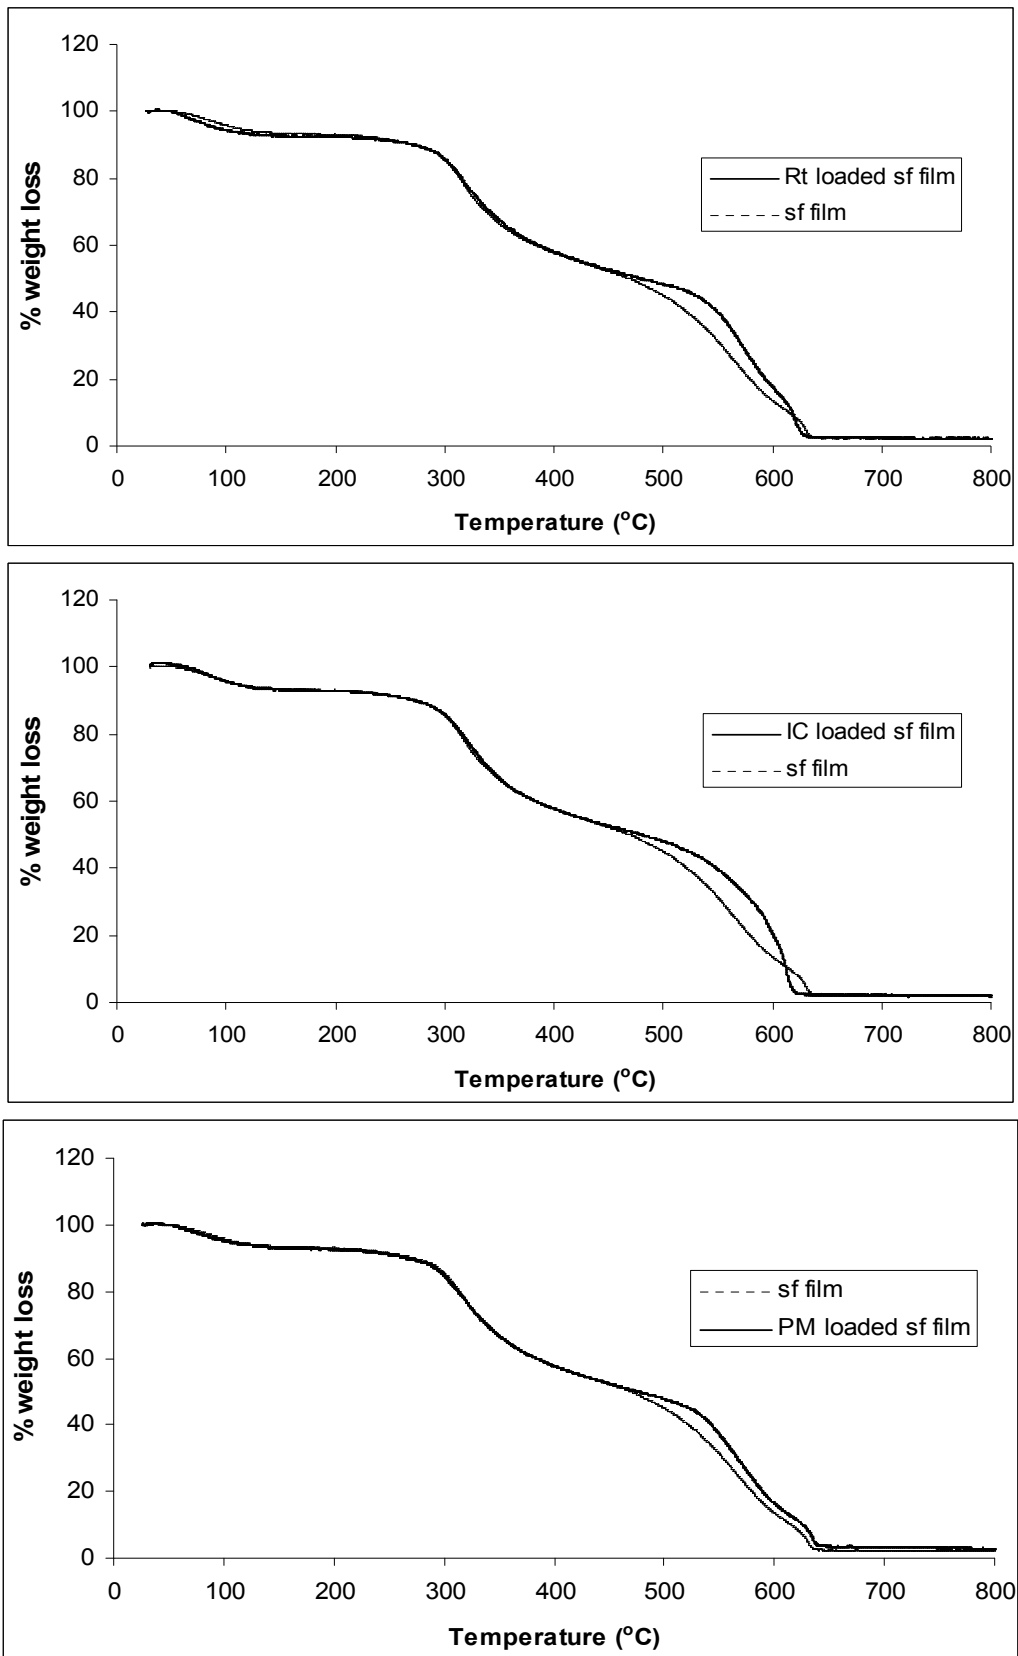 120
100
80
60
40
20
0
% weight loss
Rt loaded sf film
sf film
0 100 200 300 400 500 600 700 800
Temperature (°C)
120
100
80
60
40
20
0
% weight loss
IC loaded sf film
sf film
0 100 200 300 400 500 600 700 800
Temperature (°C)
120
100
80
60
40
20
0
% weight loss
sf film
PM loaded sf film
0 100 200 300 400 500 600 700 800
Temperature (°C)